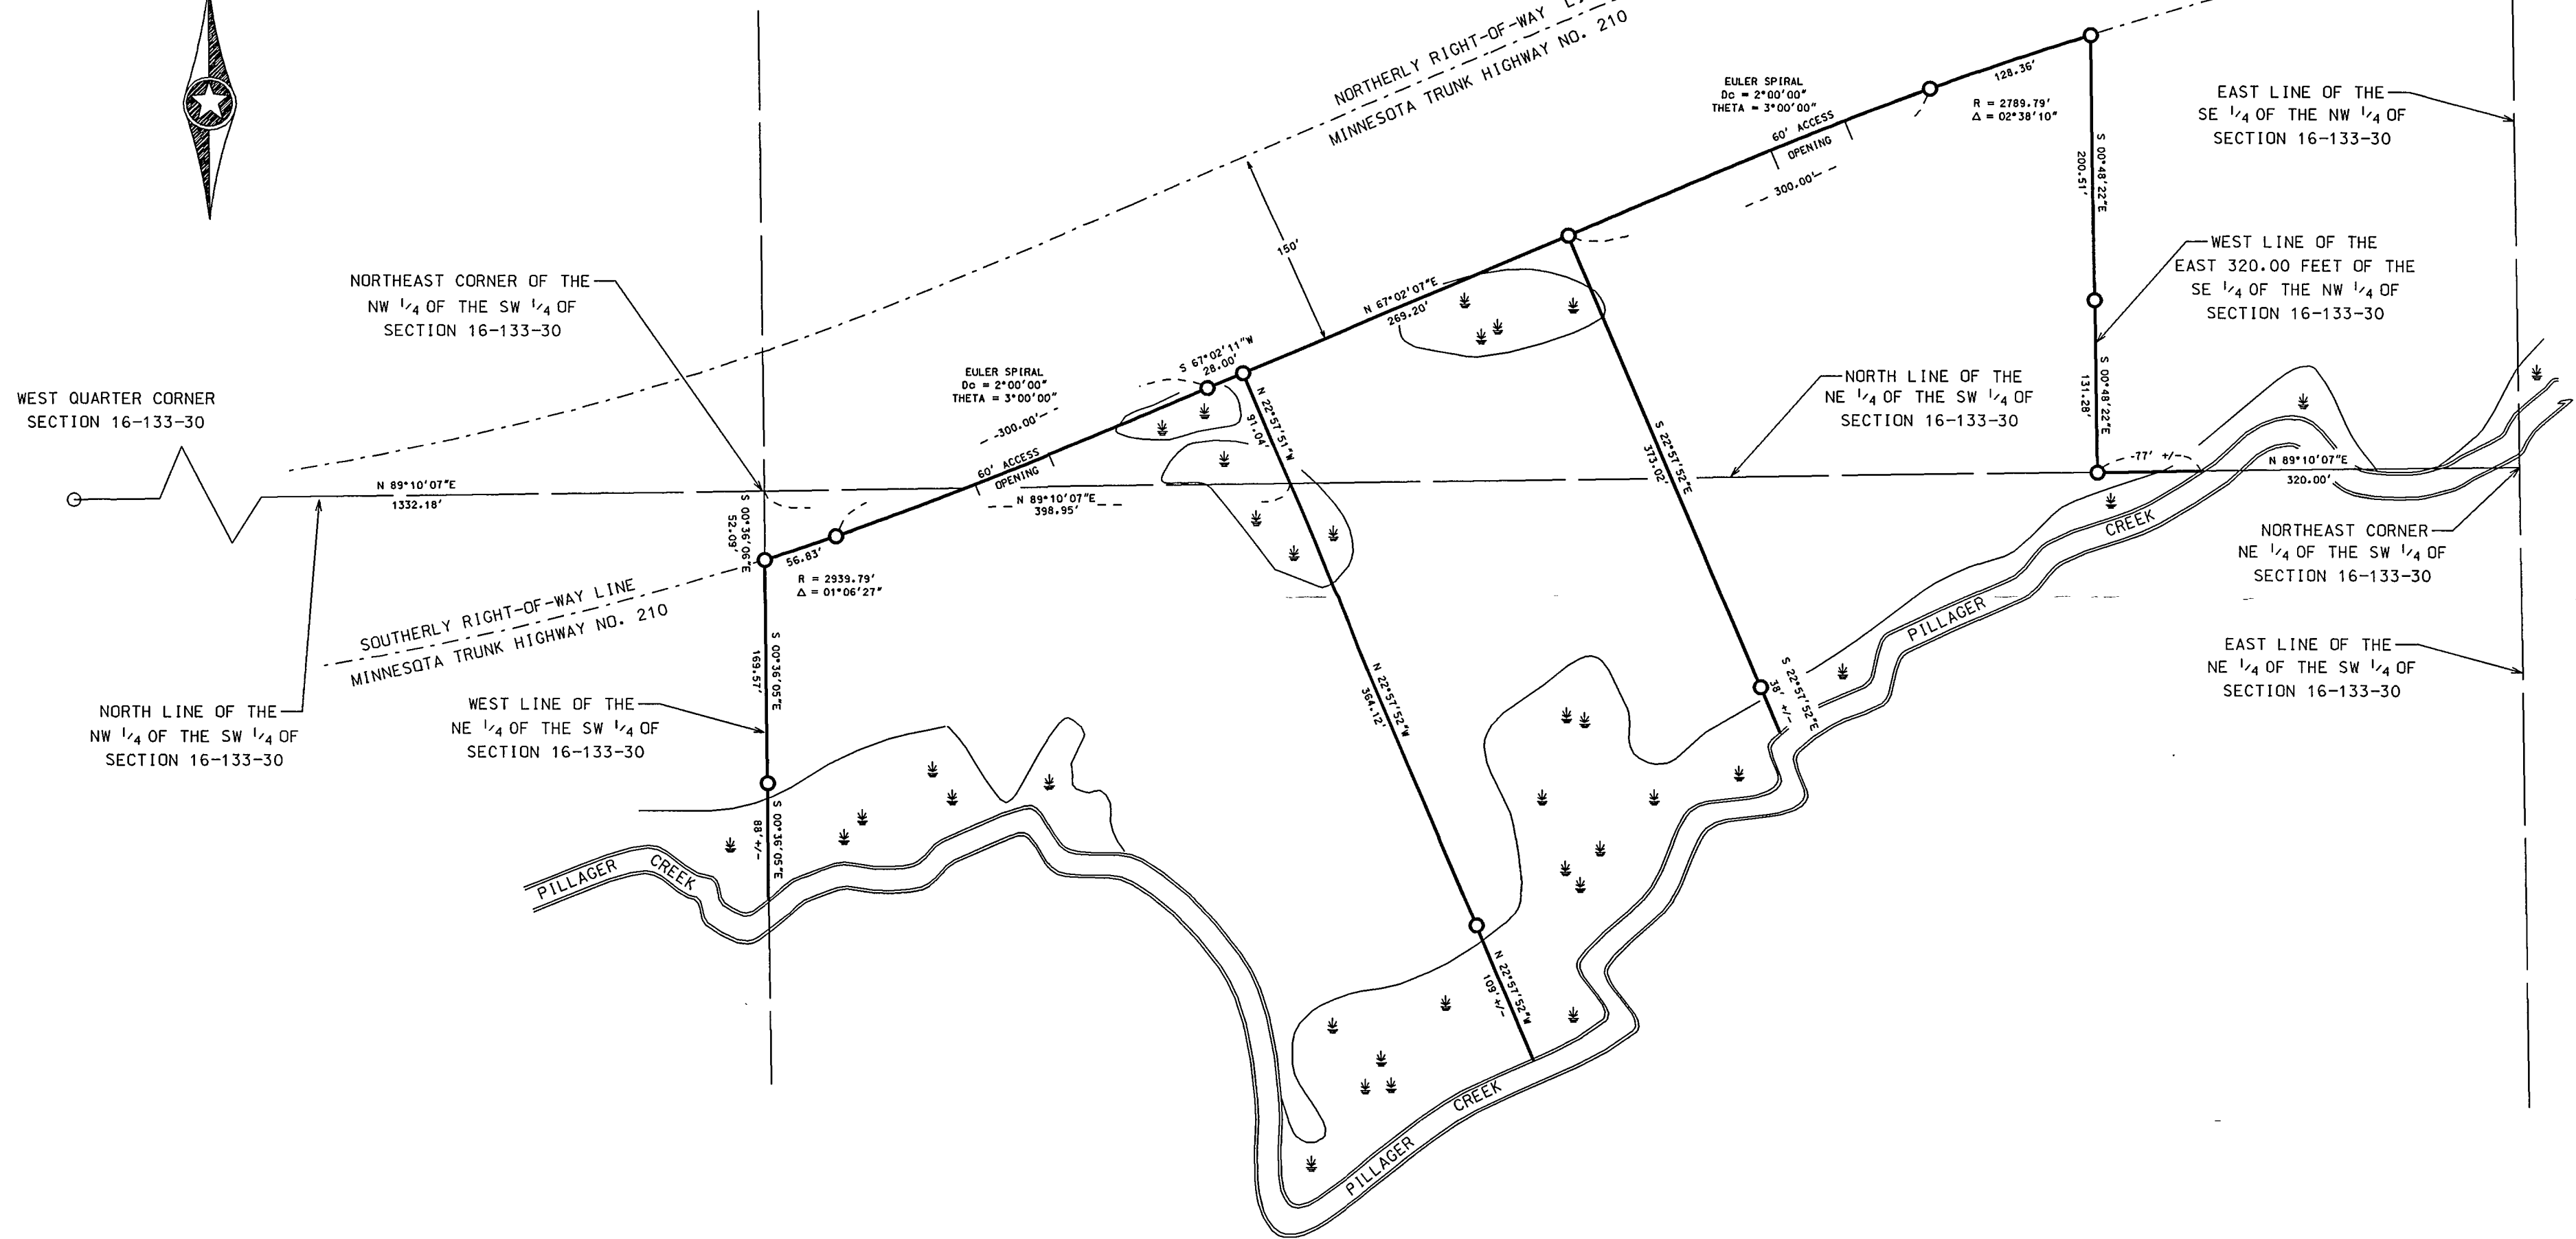 NORTHERLY RIGHT-OF-WAY
MINNESOTA TRUNK HIGHWAY NO. 210
EULER SPIRAL
Dc = 2°00'00"
THETA = 3°00'00"
128.36'
R = 2789.79'
Δ = 02°38'10"
60' ACCESS
OPENING
300.00'
EAST LINE OF THE
SE 1/4 OF THE NW 1/4 OF
SECTION 16-133-30
S 00°48'22"E
200.51'
150'
WEST LINE OF THE
EAST 320.00 FEET OF THE
SE 1/4 OF THE NW 1/4 OF
SECTION 16-133-30
NORTHEAST CORNER OF THE
NW 1/4 OF THE SW 1/4 OF
SECTION 16-133-30
N 67°02'07"E
269.20'
S 67°02'11"W
28.00'
EULER SPIRAL
Dc = 2°00'00"
THETA = 3°00'00"
300.00'
WEST QUARTER CORNER
SECTION 16-133-30
NORTH LINE OF THE
NE 1/4 OF THE SW 1/4 OF
SECTION 16-133-30
S 00°48'22"E
131.28'
N 22°57'51"W
91.04'
S 22°57'52"E
373.02'
60' ACCESS
OPENING
N 89°10'07"E
1332.18'
N 89°10'07"E
398.95'
77' +/-
N 89°10'07"E
320.00'
S 00°36'06"E
52.09'
56.83'
R = 2939.79'
Δ = 01°06'27"
CREEK
NORTHEAST CORNER
NE 1/4 OF THE SW 1/4 OF
SECTION 16-133-30
SOUTHERLY RIGHT-OF-WAY LINE
MINNESOTA TRUNK HIGHWAY NO. 210
PILLAGER
S 00°36'05"E
169.57'
EAST LINE OF THE
NE 1/4 OF THE SW 1/4 OF
SECTION 16-133-30
NORTH LINE OF THE
NW 1/4 OF THE SW 1/4 OF
SECTION 16-133-30
WEST LINE OF THE
NE 1/4 OF THE SW 1/4 OF
SECTION 16-133-30
N 22°57'52"W
364.12'
S 22°57'52"E
38' +/-
S 00°36'05"E
88' +/-
PILLAGER
CREEK
N 22°57'52"W
109' +/-
CREEK
PILLAGER